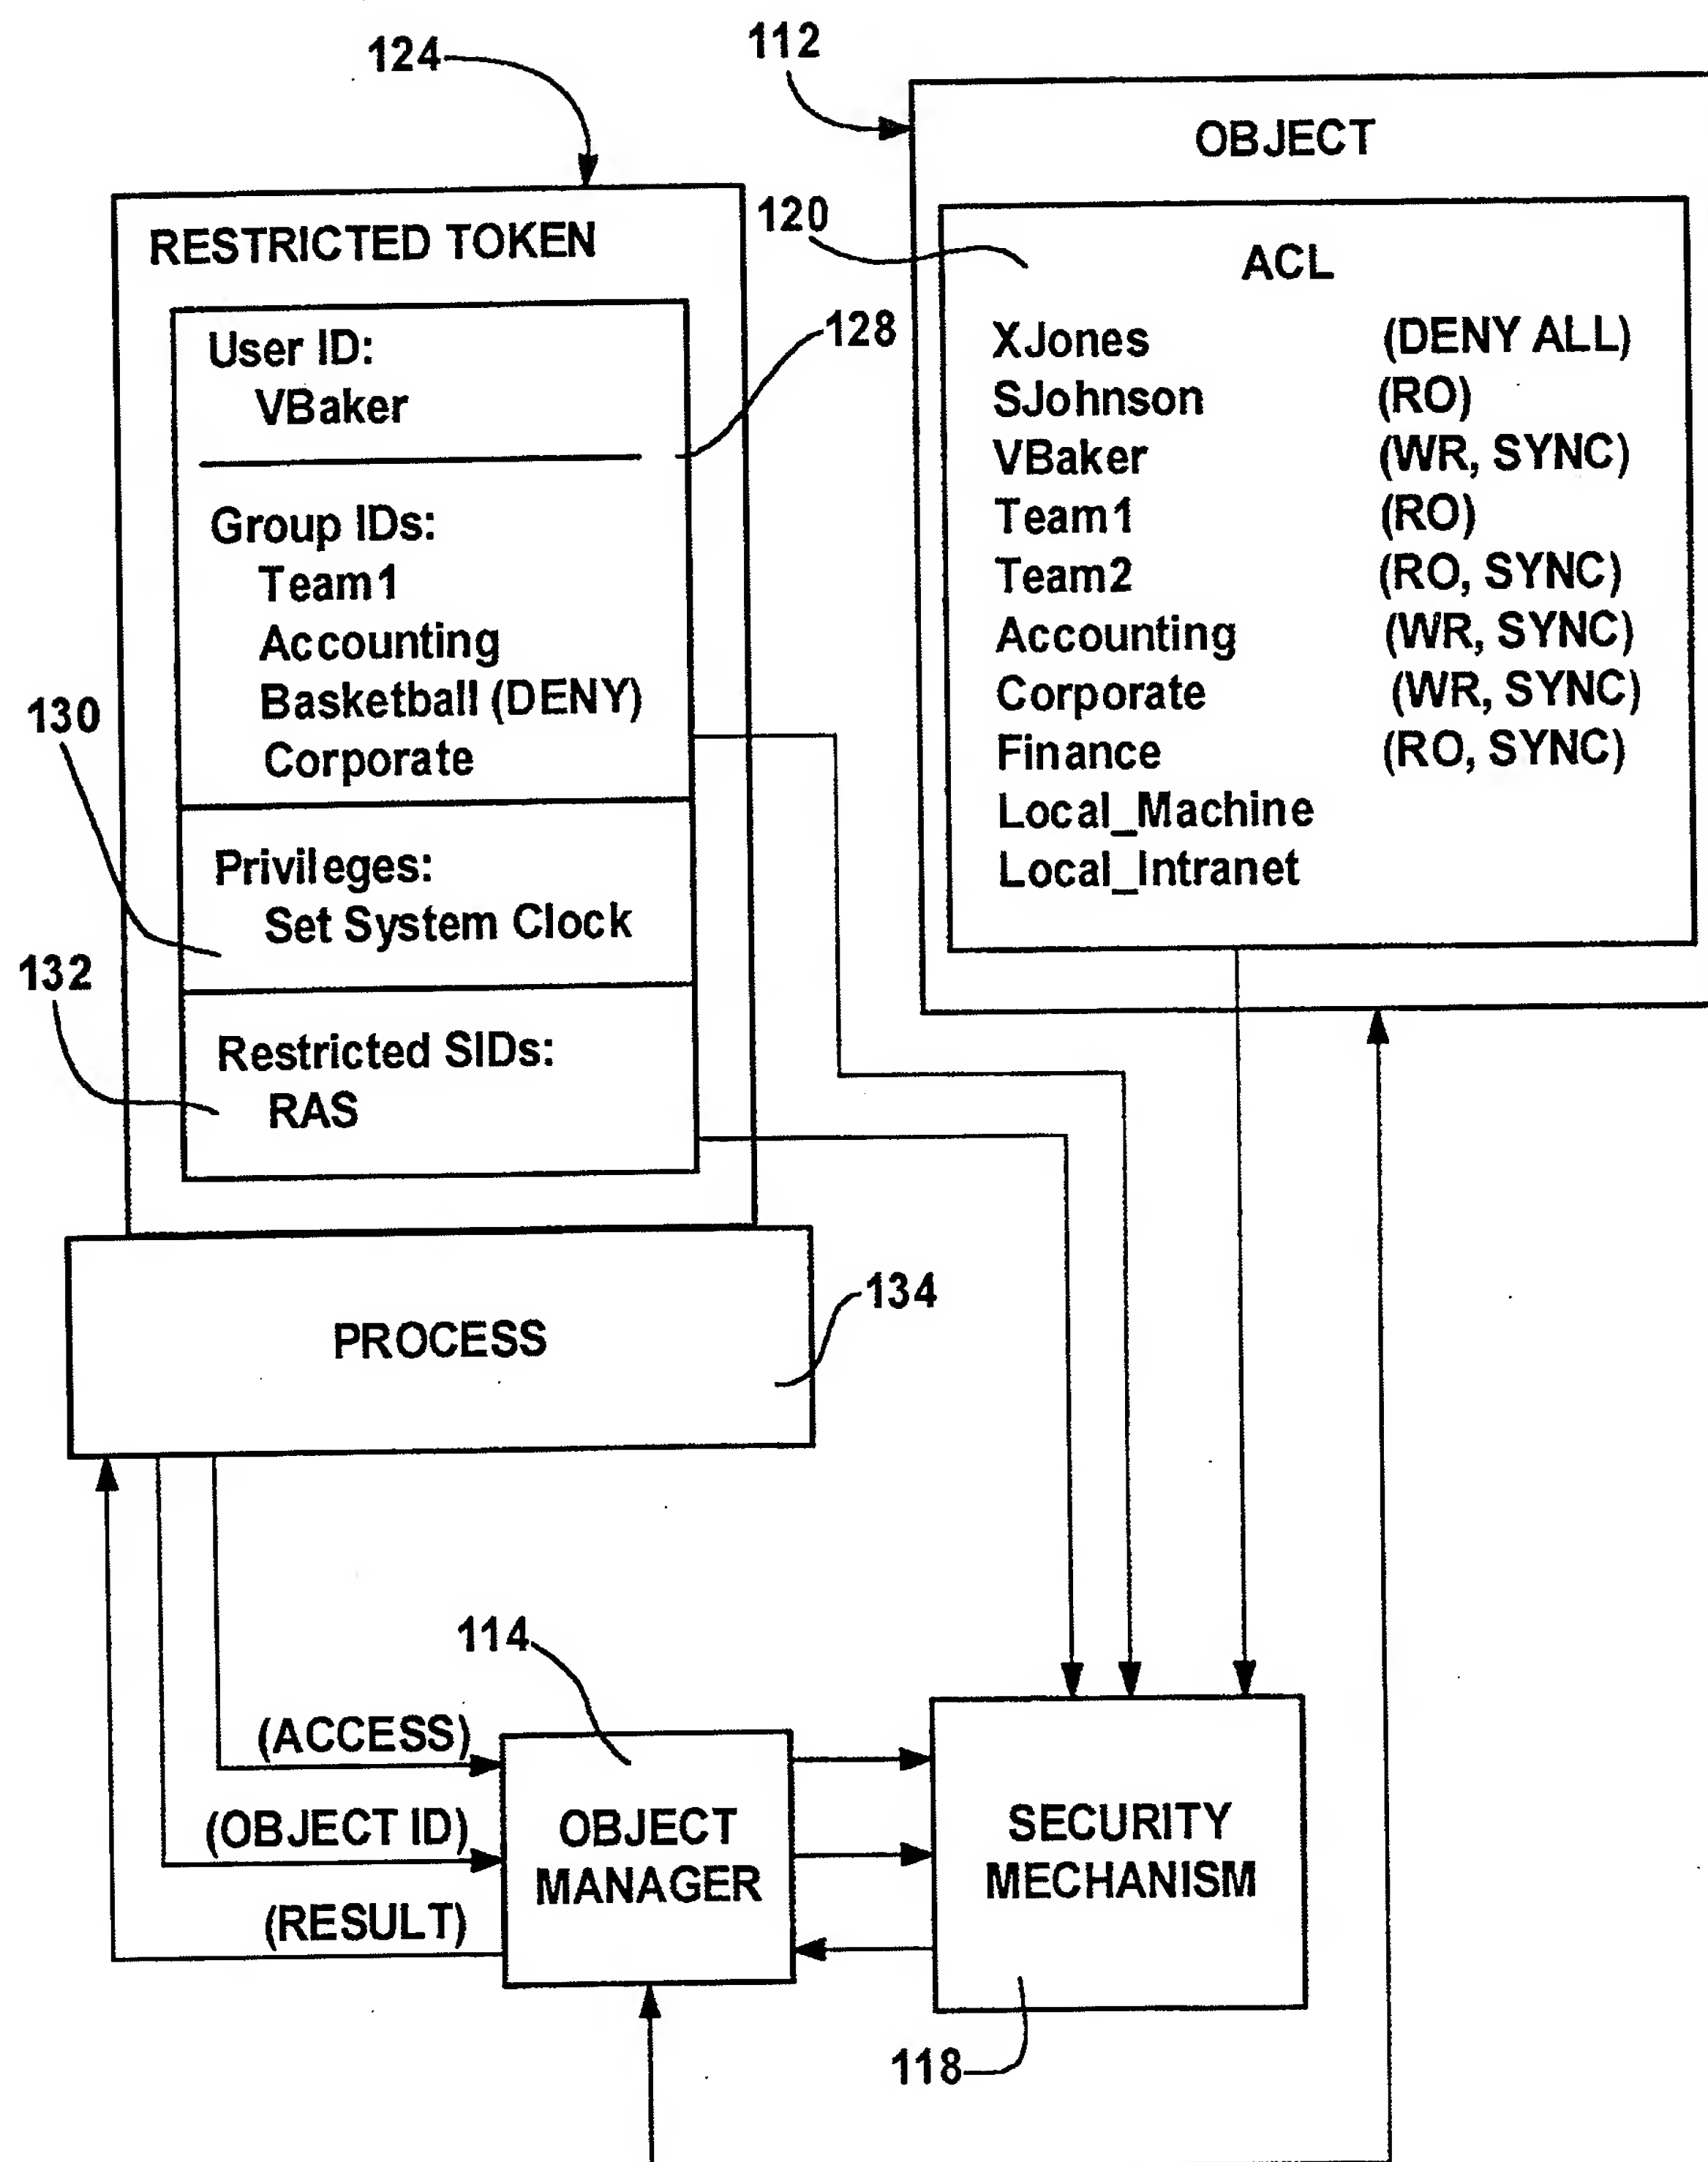 124
112
OBJECT
120
ACL
XJones (DENY ALL)
SJohnson (RO)
VBaker (WR, SYNC)
Team1 (RO)
Team2 (RO, SYNC)
Accounting (WR, SYNC)
Corporate (WR, SYNC)
Finance (RO, SYNC)
Local_Machine
Local_Intranet
RESTRICTED TOKEN
128
User ID:
VBaker
Group IDs:
Team1
Accounting
Basketball (DENY)
Corporate
130
Privileges:
Set System Clock
132
Restricted SIDs:
RAS
134
PROCESS
114
(ACCESS)
(OBJECT ID)
(RESULT)
OBJECT
MANAGER
SECURITY
MECHANISM
118